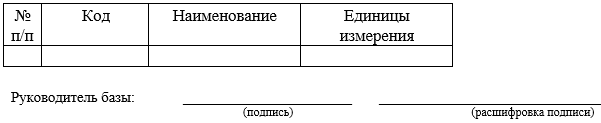 № п/п Код Наименование Единицы измерения
Руководитель базы:
(подпись) (расшифровка подписи)